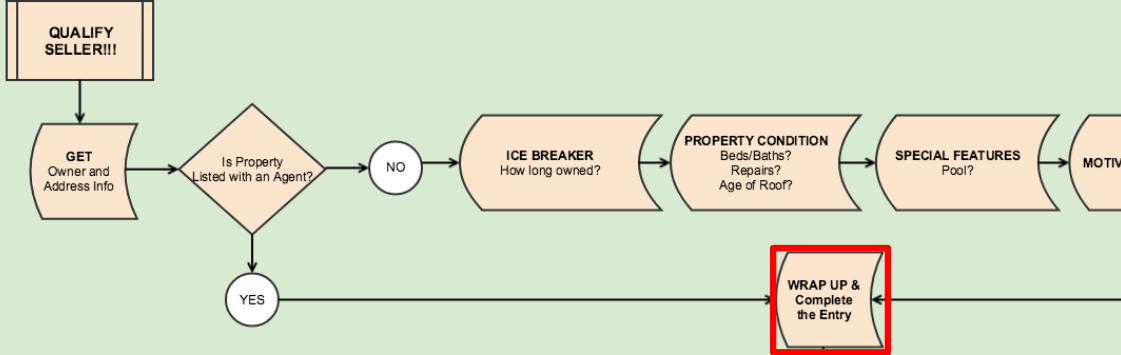 QUALIFY
SELLER!!!
GET
Owner and
Address Info
Is Property
Listed with an Agent?
NO
ICE BREAKER
How long owned?
PROPERTY CONDITION
Beds/Baths?
Repairs?
Age of Roof?
SPECIAL FEATURES
Pool?
MOTIV
YES
WRAP UP &
Complete
the Entry